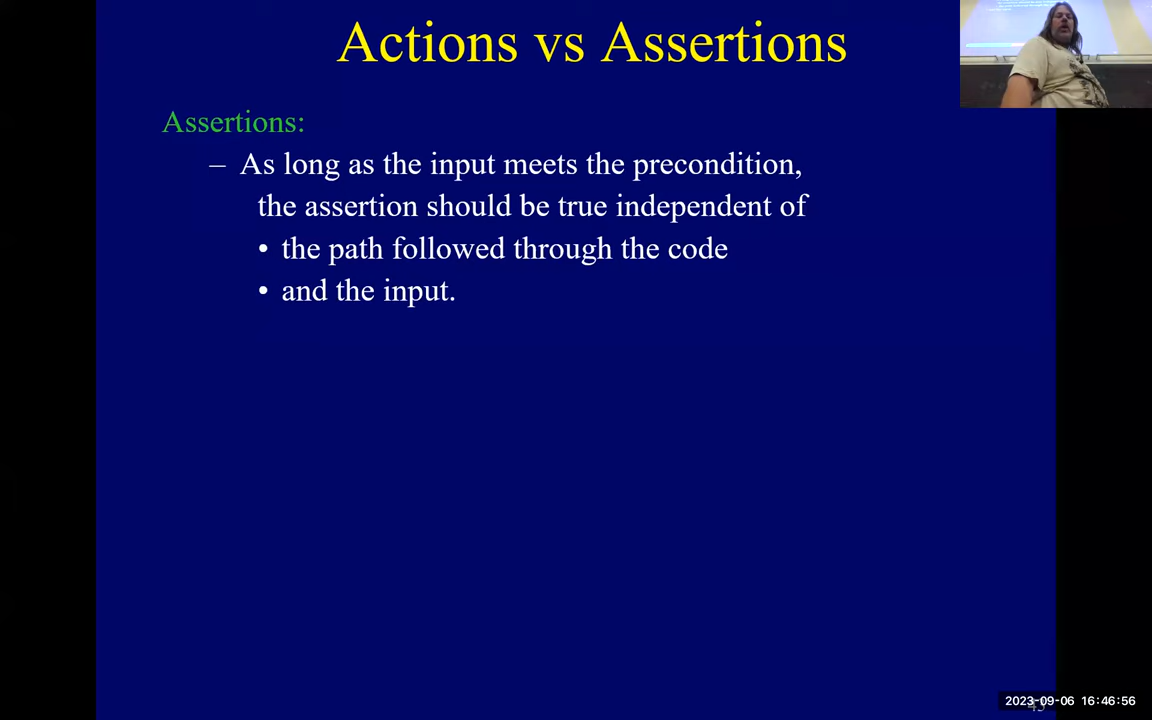 Actions vs Assertions
Assertions:
– As long as the input meets the precondition,
the assertion should be true independent of
• the path followed through the code
• and the input.
2023-09-06 16:46:56